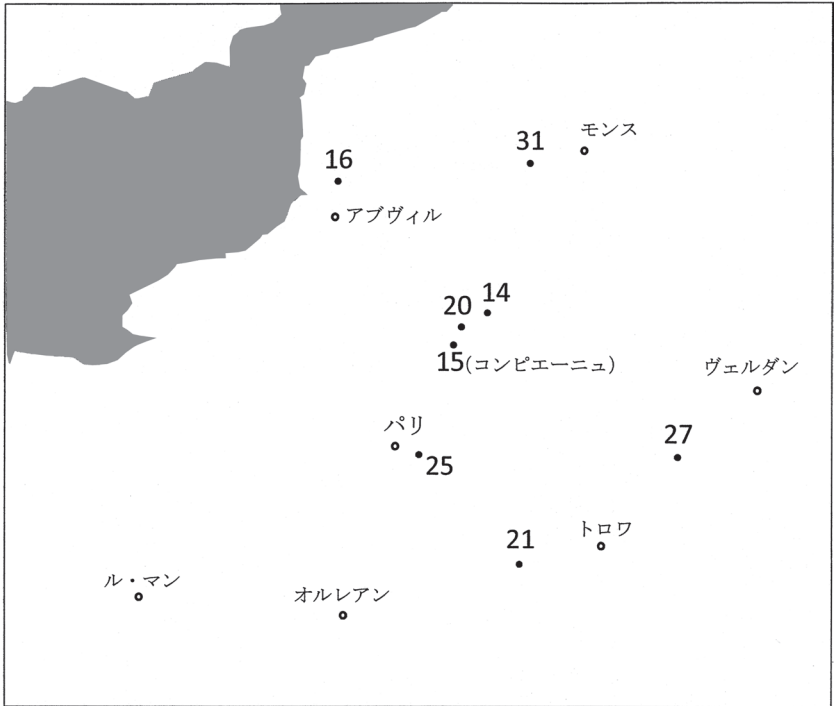 モンス
31
16
アブヴィル
14
20
15(コンピエーニュ)
ヴェルダン
パリ
27
25
トロワ
21
ル・マン
オルレアン